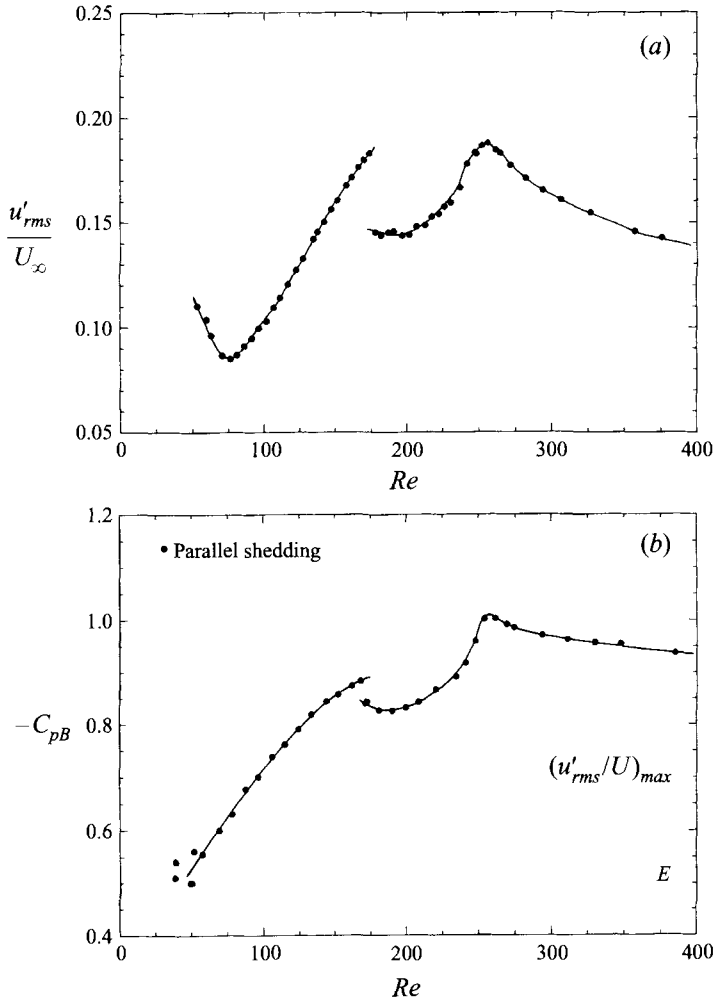 0.25
(a)
0.20
u'rms
U∞
0.15
0.10
0.05
0 100 200 300 400
Re
1.2
• Parallel shedding
(b)
1.0
−CpB
0.8
(u'rms/U)max
0.6
E
0.4
0 100 200 300 400
Re